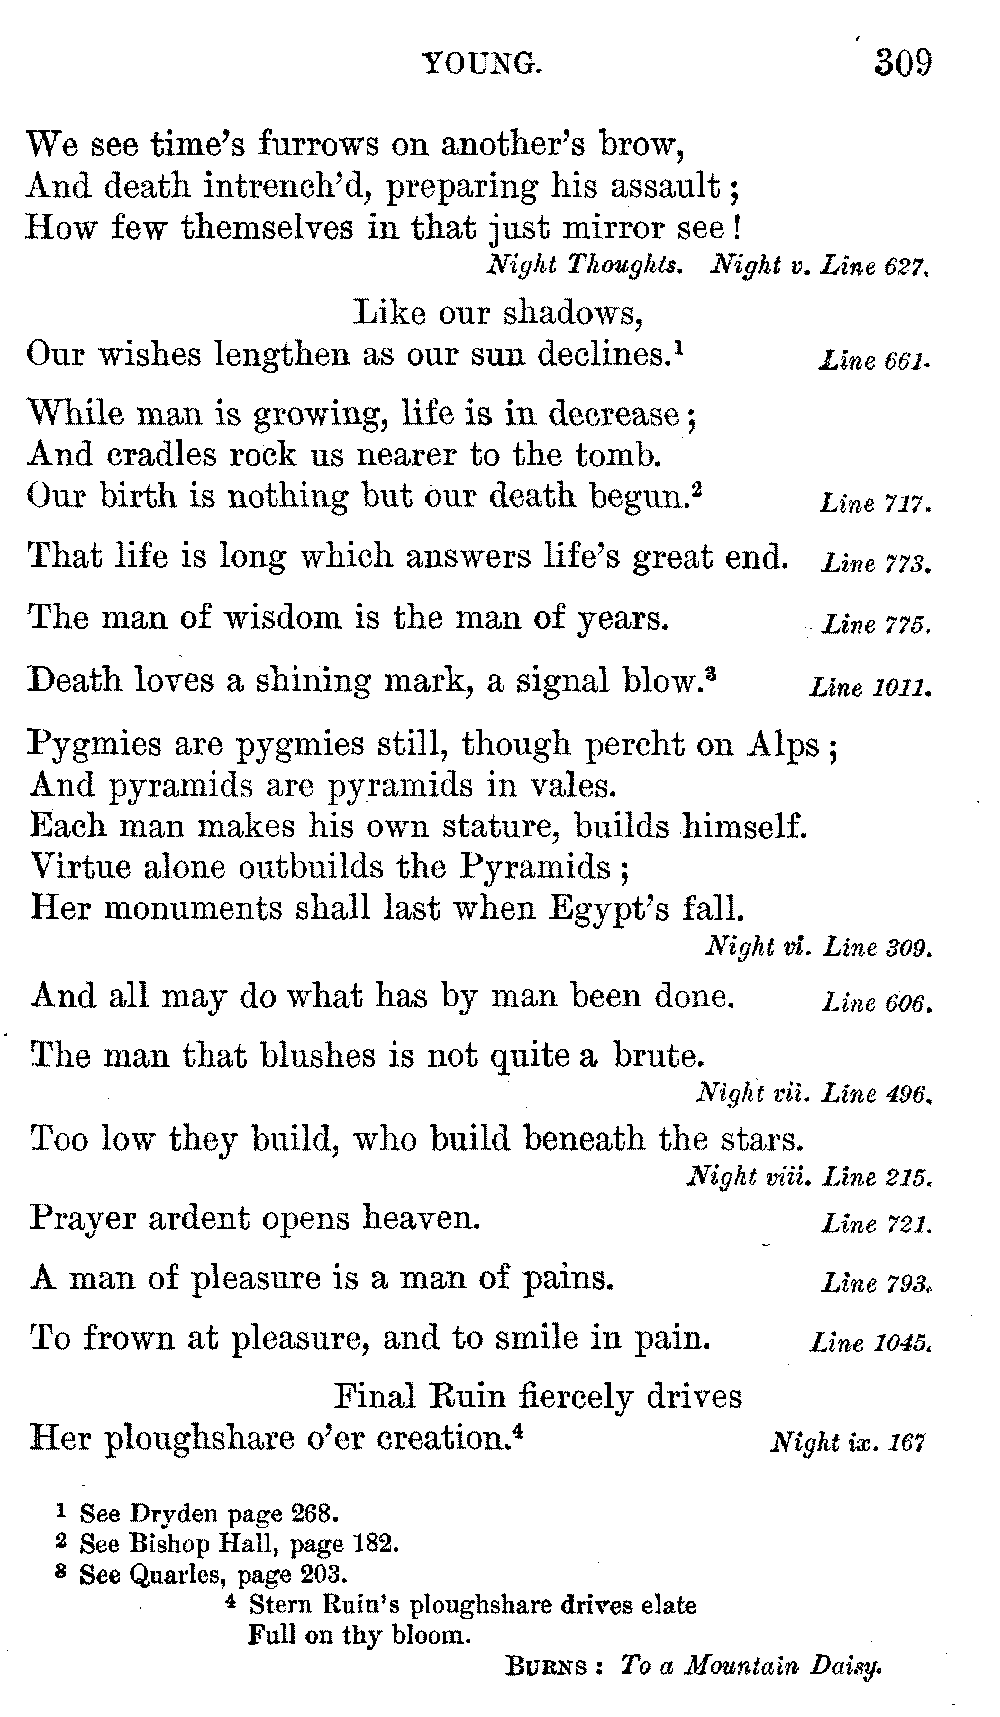 YOUNG. 309
We see time's furrows on another's brow,
And death intrench'd, preparing his assault;
How few themselves in that just mirror see!
Night Thoughts. Night v. Line 627.
Like our shadows,
Our wishes lengthen as our sun declines.¹ Line 661.
While man is growing, life is in decrease;
And cradles rock us nearer to the tomb.
Our birth is nothing but our death begun.² Line 717.
That life is long which answers life's great end. Line 773.
The man of wisdom is the man of years. Line 775.
Death loves a shining mark, a signal blow.³ Line 1011.
Pygmies are pygmies still, though percht on Alps;
And pyramids are pyramids in vales.
Each man makes his own stature, builds himself.
Virtue alone outbuilds the Pyramids;
Her monuments shall last when Egypt's fall.
Night vi. Line 309.
And all may do what has by man been done. Line 606.
The man that blushes is not quite a brute.
Night vii. Line 496.
Too low they build, who build beneath the stars.
Night viii. Line 215.
Prayer ardent opens heaven. Line 721.
A man of pleasure is a man of pains. Line 793.
To frown at pleasure, and to smile in pain. Line 1045.
Final Ruin fiercely drives
Her ploughshare o'er creation.⁴ Night ix. 167
1 See Dryden page 268.
2 See Bishop Hall, page 182.
3 See Quarles, page 203.
4 Stern Ruin's ploughshare drives elate
Full on thy bloom.
BURNS: To a Mountain Daisy.